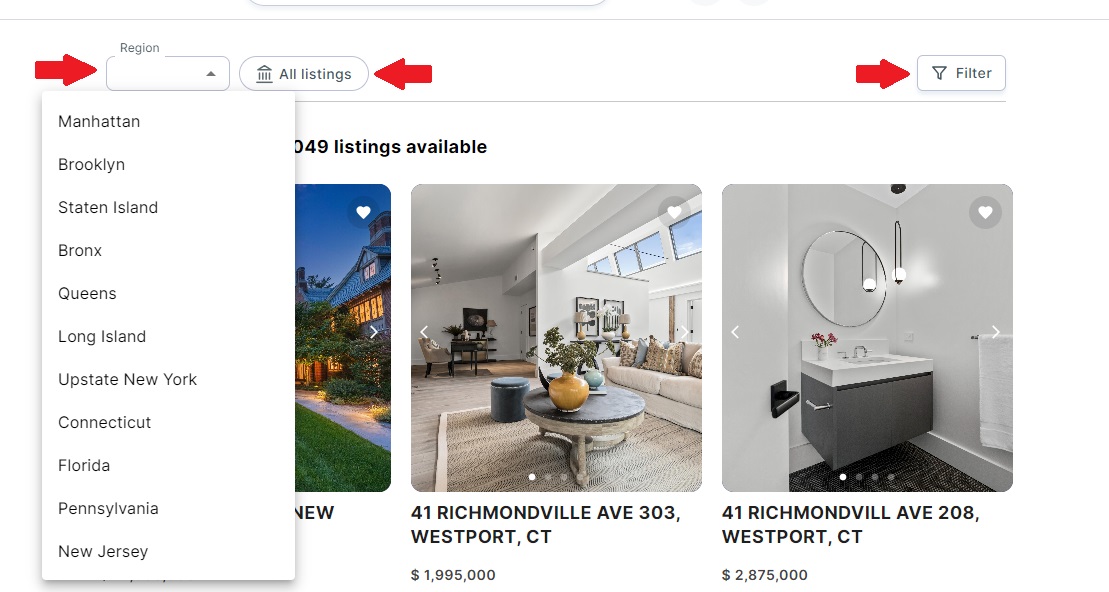 Region
All listings
Filter
Manhattan
Brooklyn
Staten Island
Bronx
Queens
Long Island
Upstate New York
Connecticut
Florida
Pennsylvania
New Jersey
049 listings available
NEW
41 RICHMONDVILLE AVE 303,
WESTPORT, CT
$ 1,995,000
41 RICHMONDVILL AVE 208,
WESTPORT, CT
$ 2,875,000